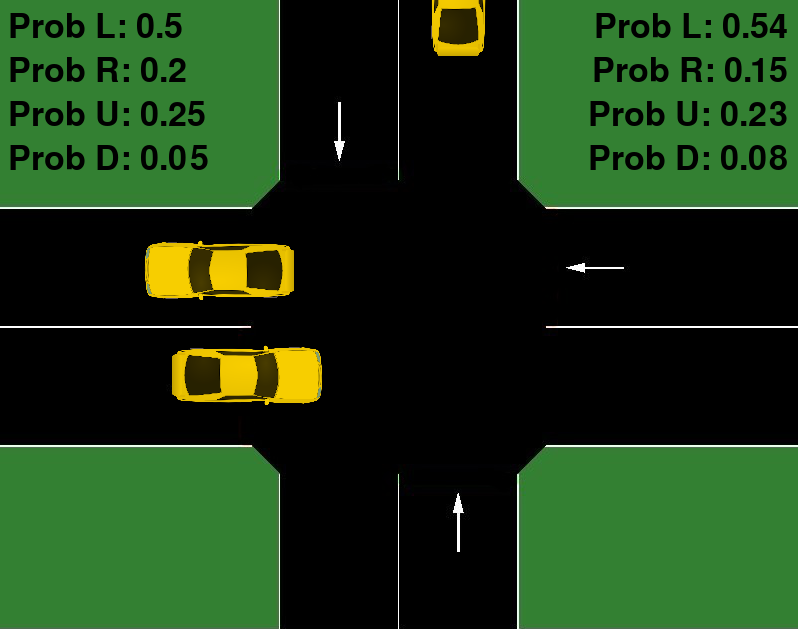 Prob L: 0.5
Prob R: 0.2
Prob U: 0.25
Prob D: 0.05
Prob L: 0.54
Prob R: 0.15
Prob U: 0.23
Prob D: 0.08